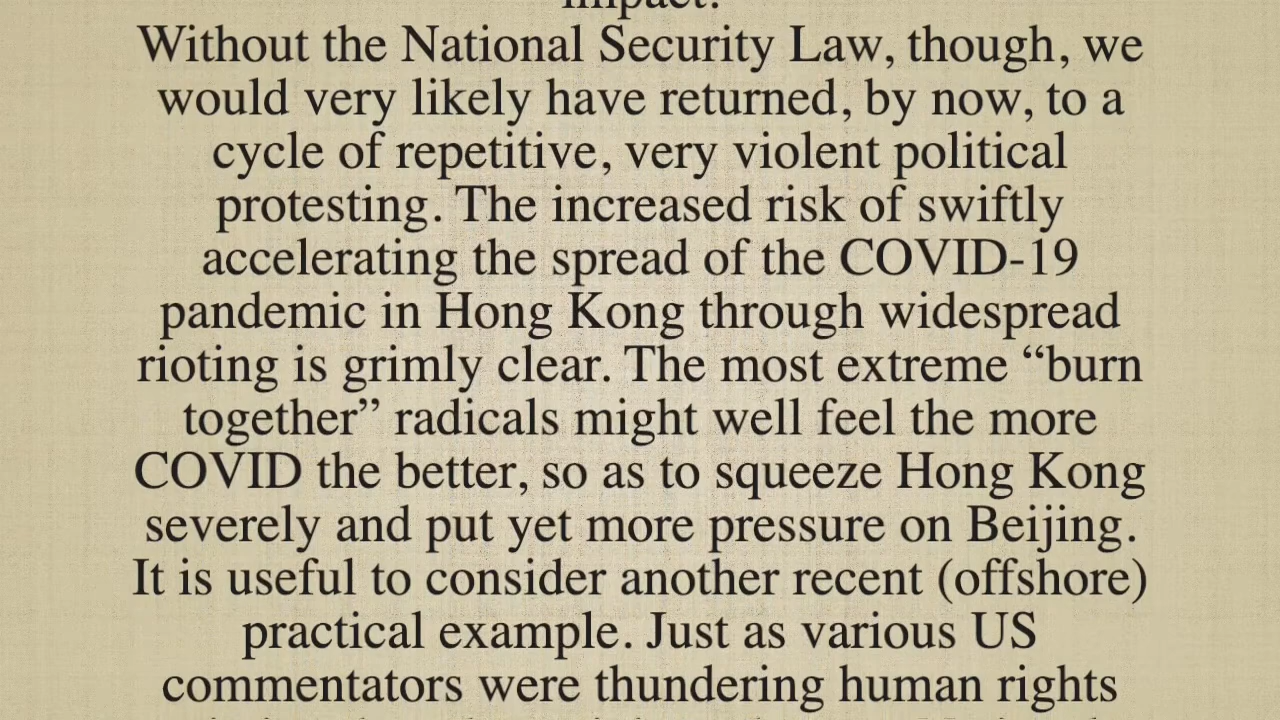 impact.
Without the National Security Law, though, we
would very likely have returned, by now, to a
cycle of repetitive, very violent political
protesting. The increased risk of swiftly
accelerating the spread of the COVID-19
pandemic in Hong Kong through widespread
rioting is grimly clear. The most extreme “burn
together” radicals might well feel the more
COVID the better, so as to squeeze Hong Kong
severely and put yet more pressure on Beijing.
It is useful to consider another recent (offshore)
practical example. Just as various US
commentators were thundering human rights